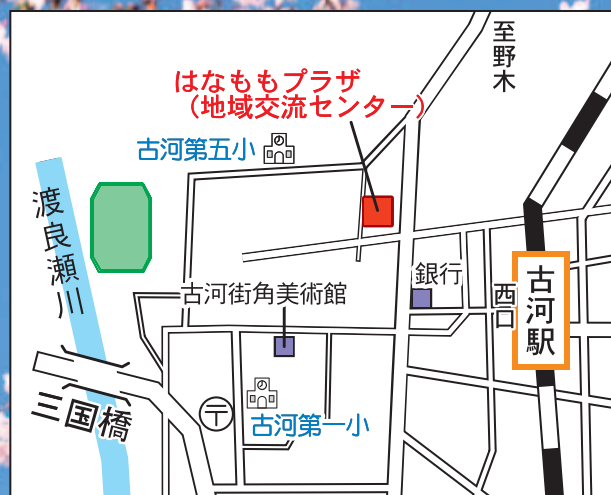 至野木
はなももプラザ
（地域交流センター）
古河第五小
渡良瀬川
銀行
古河街角美術館
西口
古河駅
三国橋
〒
古河第一小